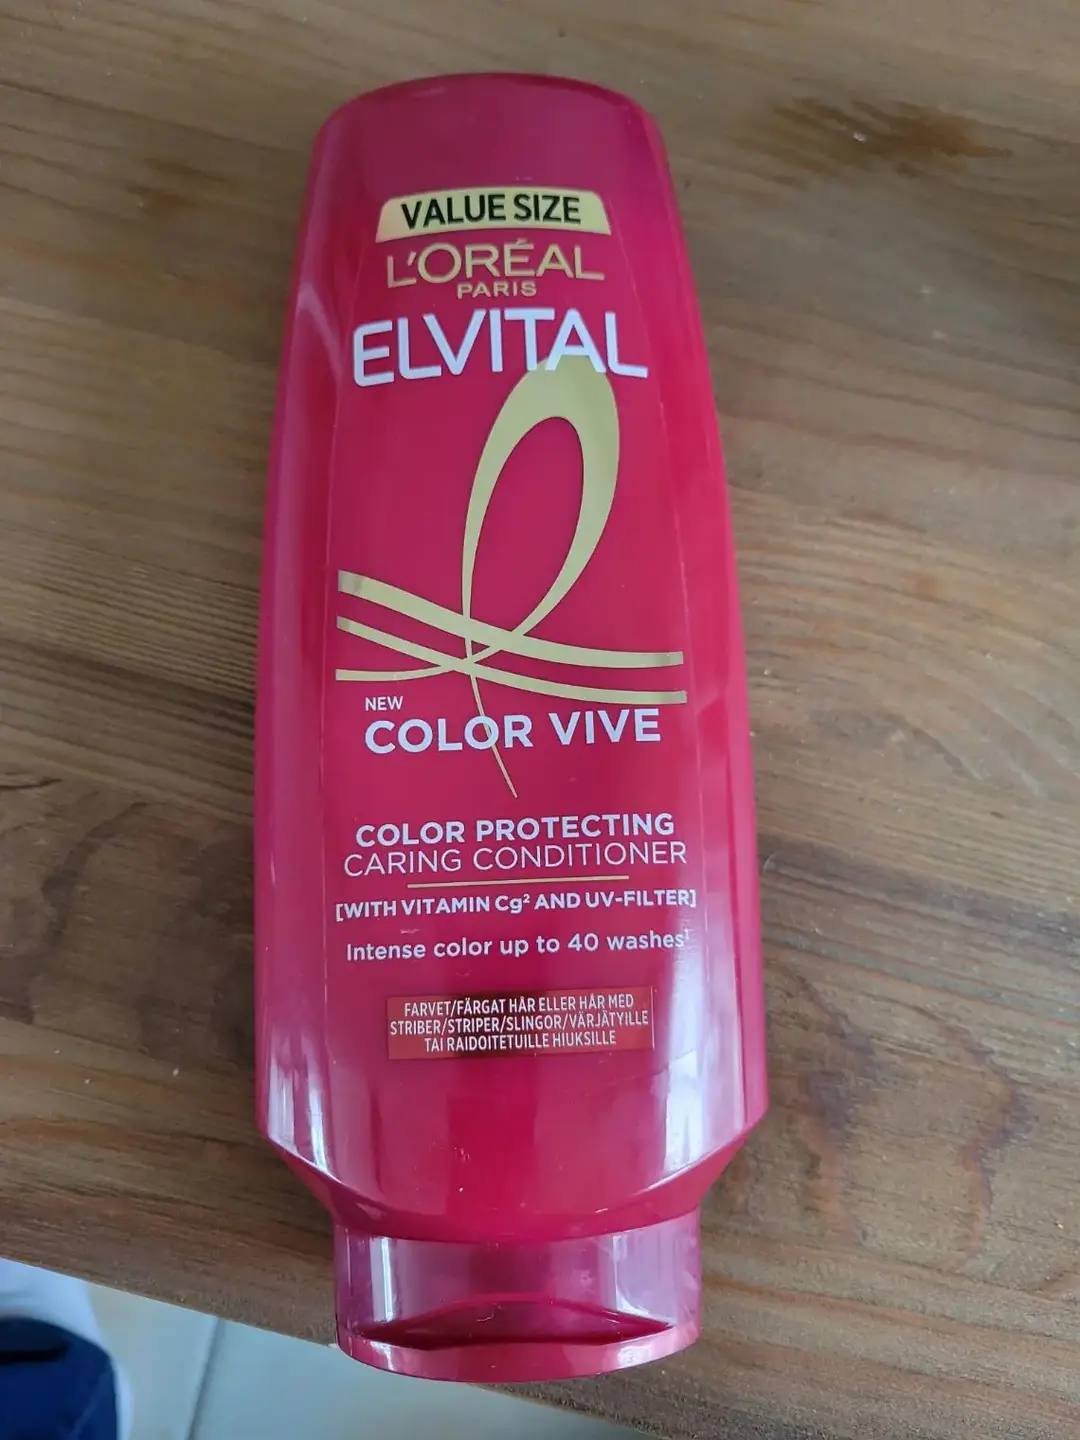 VALUE SIZE
L'ORÉAL
PARIS
ELVITAL
NEW
COLOR VIVE
COLOR PROTECTING
CARING CONDITIONER
[WITH VITAMIN Cg² AND UV-FILTER]
Intense color up to 40 washes¹
FARVET/FÄRGAT HÅR ELLER HÅR MED
STRIBER/STRIPER/SLINGOR/VÄRJÄTYILLE
TAI RAIDOITETUILLE HIUKSILLE